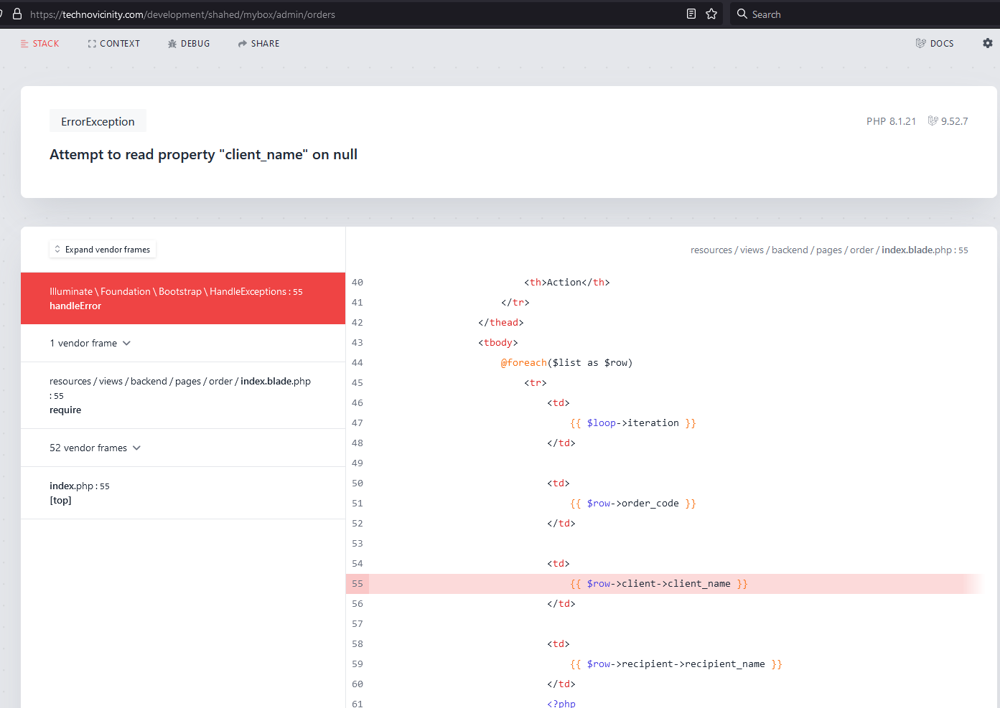 https://technovicinity.com/development/shahed/mybox/admin/orders
Search
STACK
CONTEXT
DEBUG
SHARE
DOCS
ErrorException
PHP 8.1.21
9.52.7
Attempt to read property "client_name" on null
Expand vendor frames
resources / views / backend / pages / order / index.blade.php : 55
Illuminate \ Foundation \ Bootstrap \ HandleExceptions : 55
handleError
1 vendor frame
resources / views / backend / pages / order / index.blade.php
: 55
require
52 vendor frames
index.php : 55
[top]
40 <th>Action</th>
41 </tr>
42 </thead>
43 <tbody>
44 @foreach($list as $row)
45 <tr>
46 <td>
47 {{ $loop->iteration }}
48 </td>
49
50 <td>
51 {{ $row->order_code }}
52 </td>
53
54 <td>
55 {{ $row->client->client_name }}
56 </td>
57
58 <td>
59 {{ $row->recipient->recipient_name }}
60 </td>
61 <?php